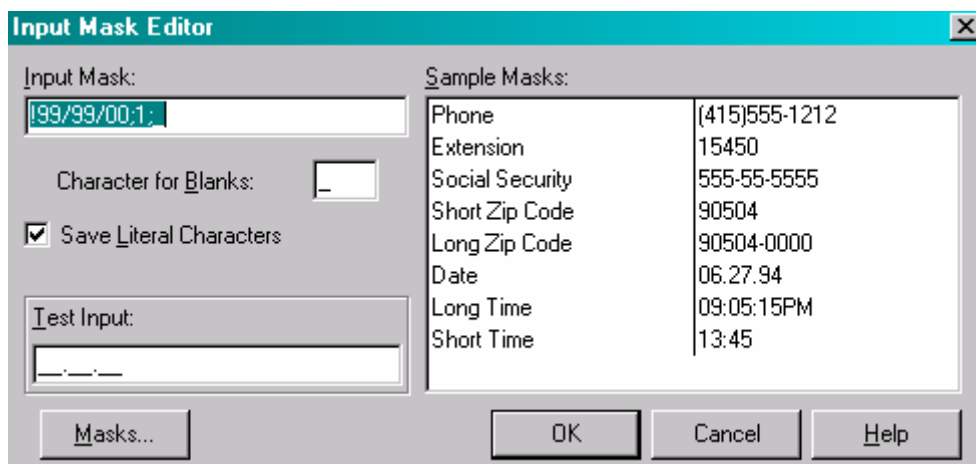 Input Mask Editor
Input Mask:
!99/99/00;1;_
Character for Blanks:
_
Save Literal Characters
Test Input:
__.__.__
Masks...
Sample Masks:
Phone (415)555-1212
Extension 15450
Social Security 555-55-5555
Short Zip Code 90504
Long Zip Code 90504-0000
Date 06.27.94
Long Time 09:05:15PM
Short Time 13:45
OK
Cancel
Help